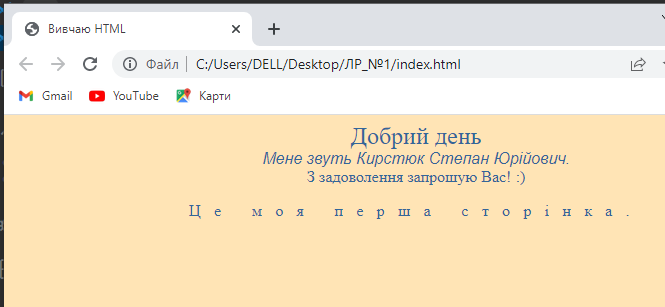 Вивчаю HTML
Файл C:/Users/DELL/Desktop/ЛР_№1/index.html
Gmail YouTube Карти
Добрий день
Мене звуть Кирстюк Степан Юрійович.
З задоволення запрошую Вас! :)
Це моя перша сторінка.